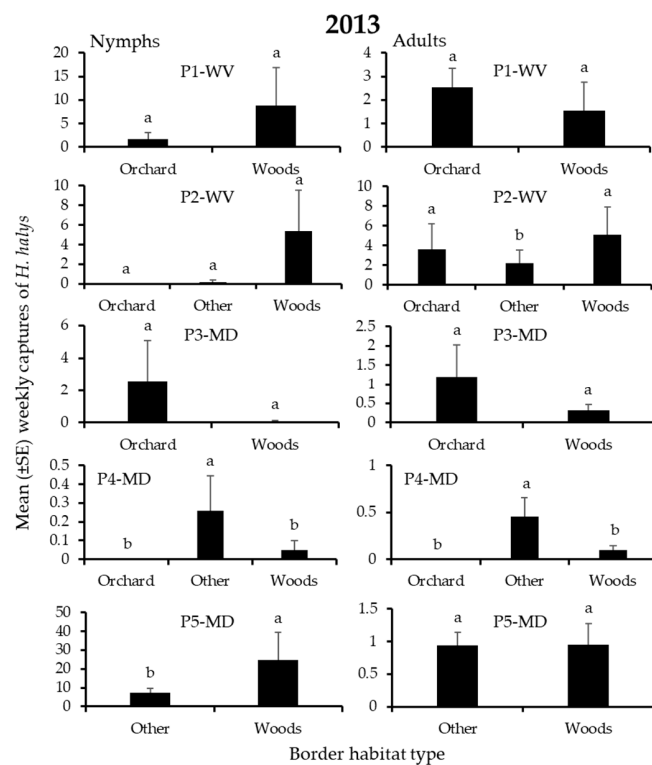 2013
Nymphs
Adults
Mean (±SE) weekly captures of H. halys
20
15
10
5
0
P1-WV
a
a
Orchard Woods
4
3
2
1
0
P1-WV
a
a
Orchard Woods
10
8
6
4
2
0
P2-WV
a
a
a
Orchard Other Woods
10
8
6
4
2
0
P2-WV
a
b
a
Orchard Other Woods
6
4
2
0
P3-MD
a
a
Orchard Woods
2.5
2
1.5
1
0.5
0
P3-MD
a
a
Orchard Woods
0.5
0.4
0.3
0.2
0.1
0
P4-MD
b
a
b
Orchard Other Woods
1
0.5
0
P4-MD
b
a
b
Orchard Other Woods
50
40
30
20
10
0
P5-MD
b
a
Other Woods
1.5
1
0.5
0
P5-MD
a
a
Other Woods
Border habitat type